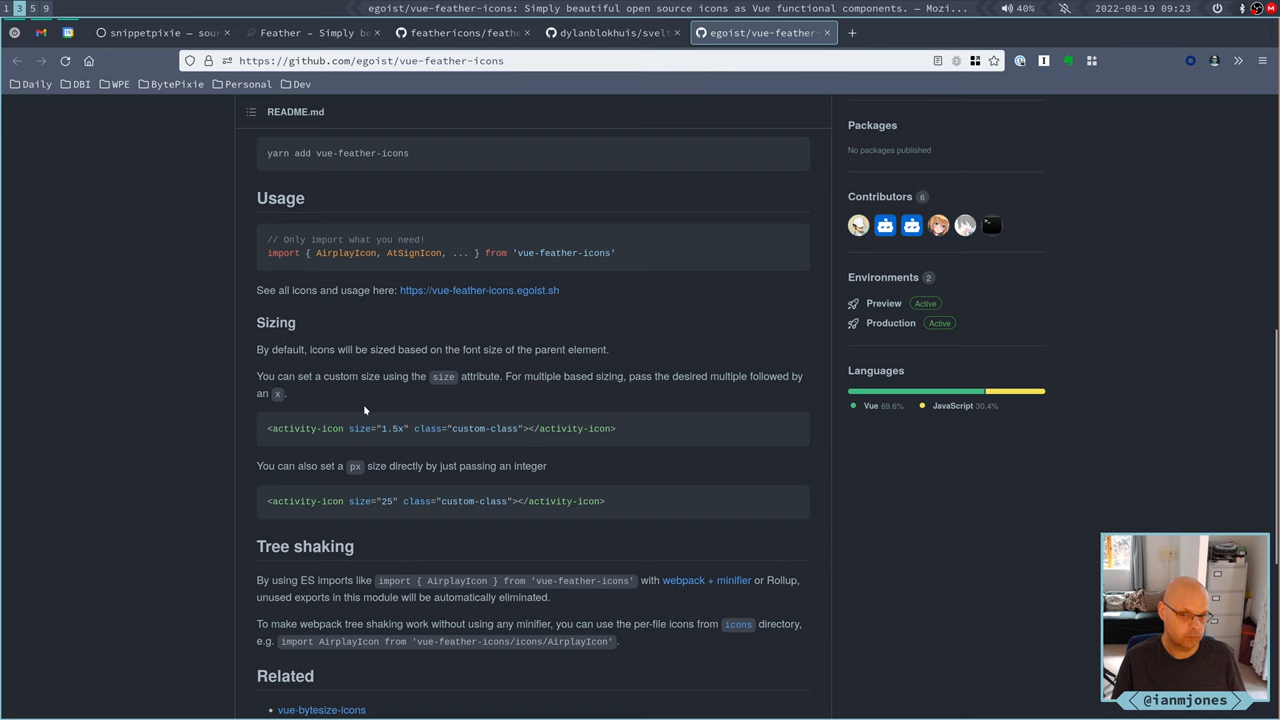 1 3 5 9
egoist/vue-feather-icons: Simply beautiful open source icons as Vue functional components. — Mozi...
40%
2022-08-19 09:23
snippetpixie — sour
Feather – Simply be
feathericons/feathe
dylanblokhuis/svelt
egoist/vue-feather-
https://github.com/egoist/vue-feather-icons
Daily
DBI
WPE
BytePixie
Personal
Dev
README.md
yarn add vue-feather-icons
Usage
// Only import what you need!
import { AirplayIcon, AtSignIcon, ... } from 'vue-feather-icons'
See all icons and usage here: https://vue-feather-icons.egoist.sh
Sizing
By default, icons will be sized based on the font size of the parent element.
You can set a custom size using the size attribute. For multiple based sizing, pass the desired multiple followed by
an x.
<activity-icon size="1.5x" class="custom-class"></activity-icon>
You can also set a px size directly by just passing an integer
<activity-icon size="25" class="custom-class"></activity-icon>
Tree shaking
By using ES imports like import { AirplayIcon } from 'vue-feather-icons' with webpack + minifier or Rollup,
unused exports in this module will be automatically eliminated.
To make webpack tree shaking work without using any minifier, you can use the per-file icons from icons directory,
e.g. import AirplayIcon from 'vue-feather-icons/icons/AirplayIcon'.
Related
vue-bytesize-icons
Packages
No packages published
Contributors 6
Environments 2
Preview Active
Production Active
Languages
Vue 69.6%
JavaScript 30.4%
@ianmjones